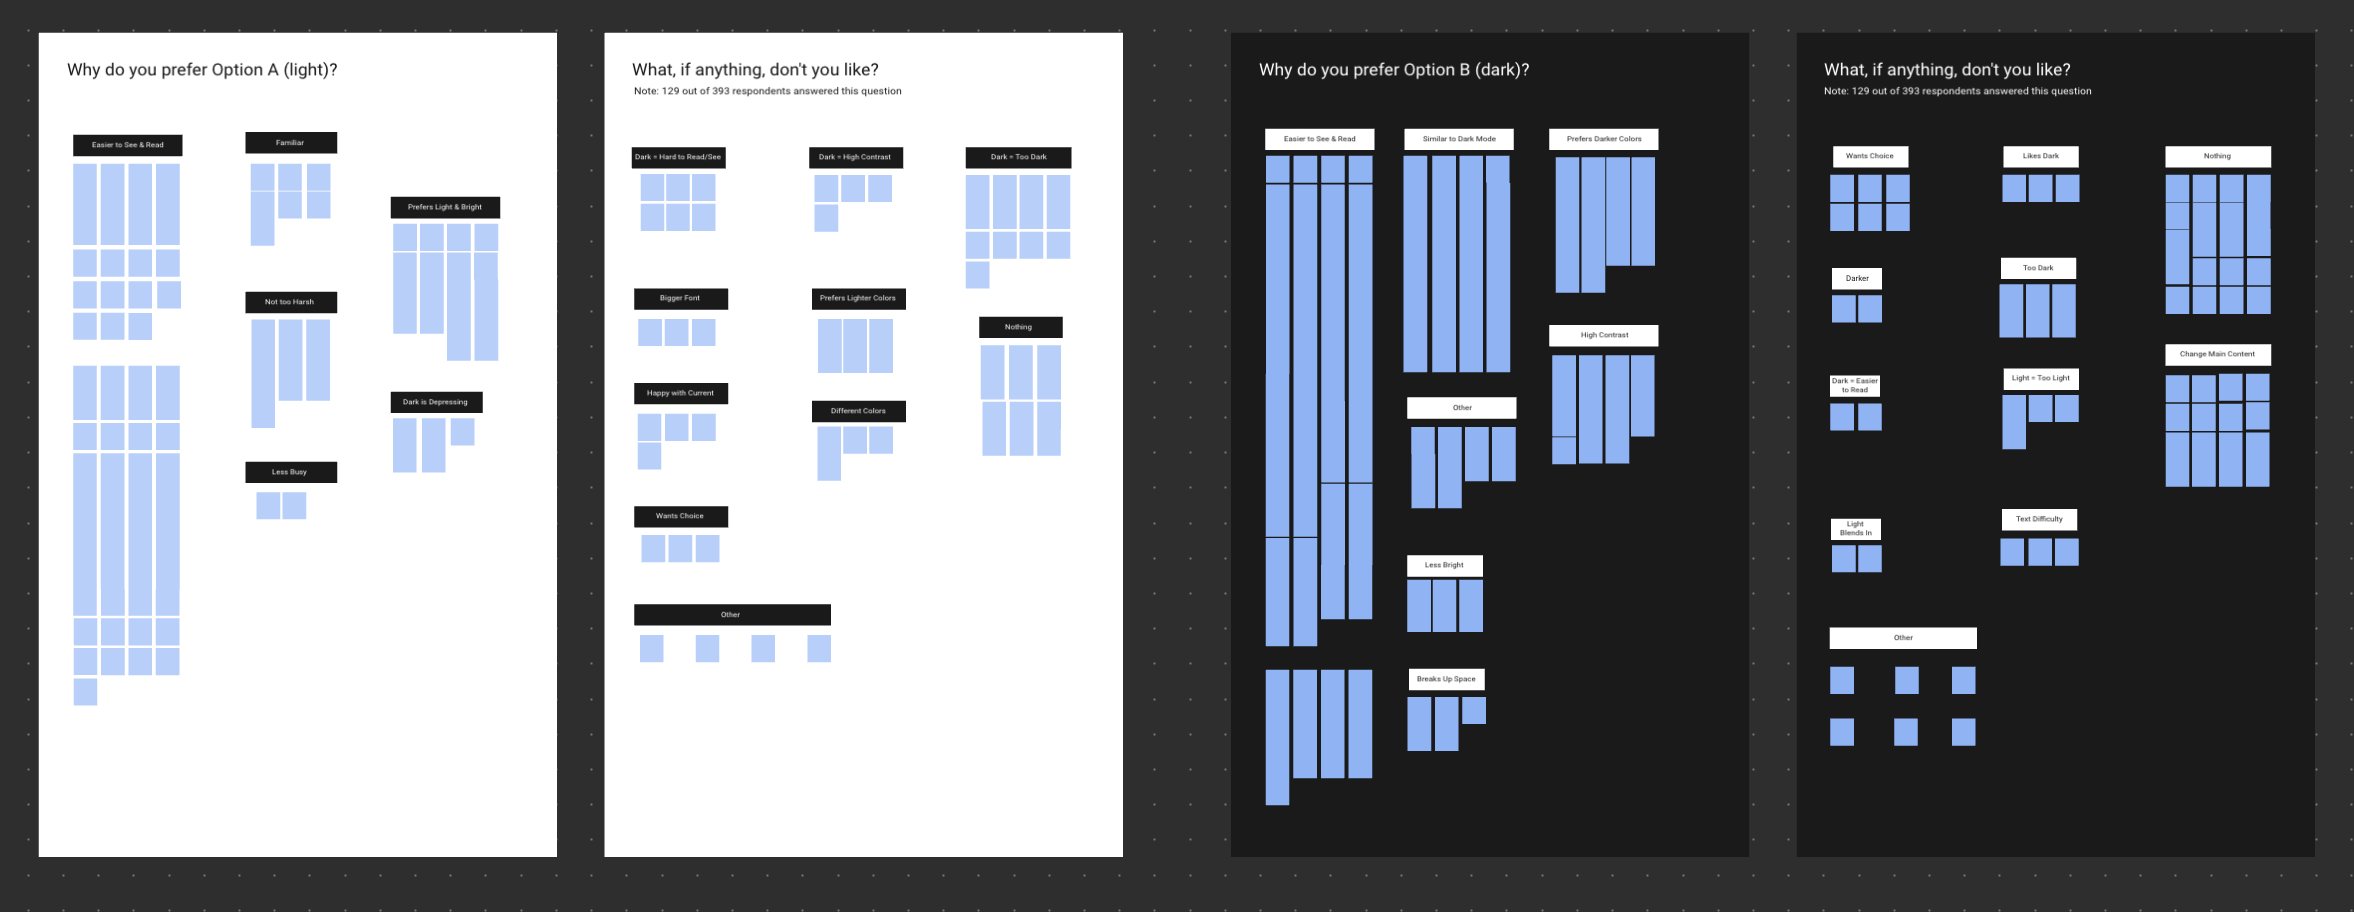 Why do you prefer Option A (light)?
Easier to See & Read
Familiar
Prefers Light & Bright
Not too Harsh
Dark is Depressing
Less Busy
What, if anything, don't you like?
Note: 129 out of 393 respondents answered this question
Dark = Hard to Read/See
Dark = High Contrast
Dark = Too Dark
Bigger Font
Prefers Lighter Colors
Nothing
Happy with Current
Different Colors
Wants Choice
Other
Why do you prefer Option B (dark)?
Easier to See & Read
Similar to Dark Mode
Prefers Darker Colors
High Contrast
Other
Less Bright
Breaks Up Space
What, if anything, don't you like?
Note: 129 out of 393 respondents answered this question
Wants Choice
Likes Dark
Nothing
Darker
Too Dark
Change Main Content
Dark = Easier
to Read
Light = Too Light
Light
Blends In
Text Difficulty
Other